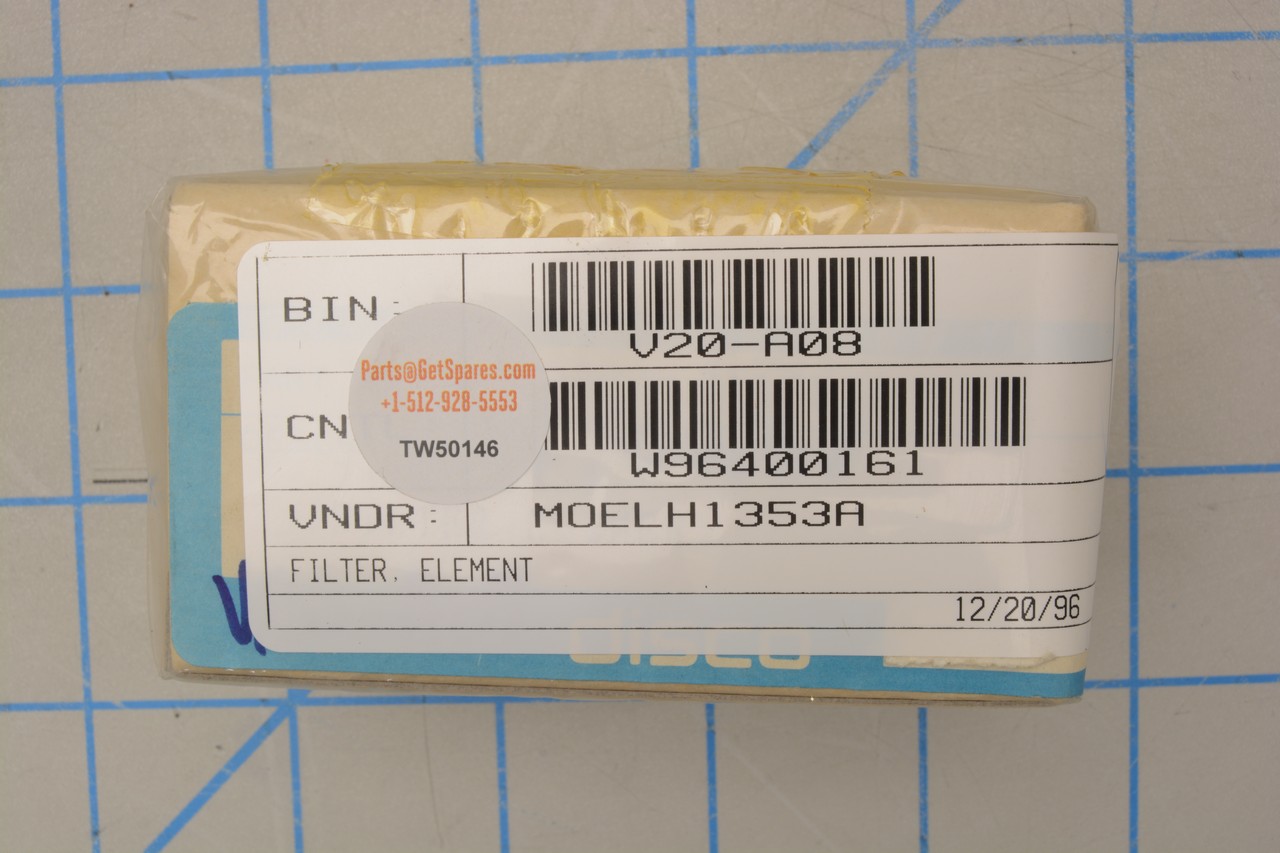 BIN:
V20-A08
Parts@GetSpares.com
+1-512-928-5553
TW50146
CN
W96400161
VNDR: MOELH1353A
FILTER, ELEMENT
12/20/96